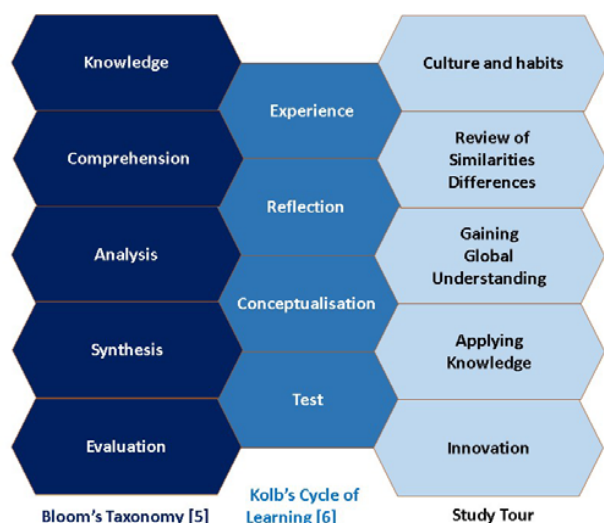 Knowledge
Comprehension
Analysis
Synthesis
Evaluation
Bloom's Taxonomy [5]
Experience
Reflection
Conceptualisation
Test
Kolb's Cycle of
Learning [6]
Culture and habits
Review of
Similarities
Differences
Gaining
Global
Understanding
Applying
Knowledge
Innovation
Study Tour